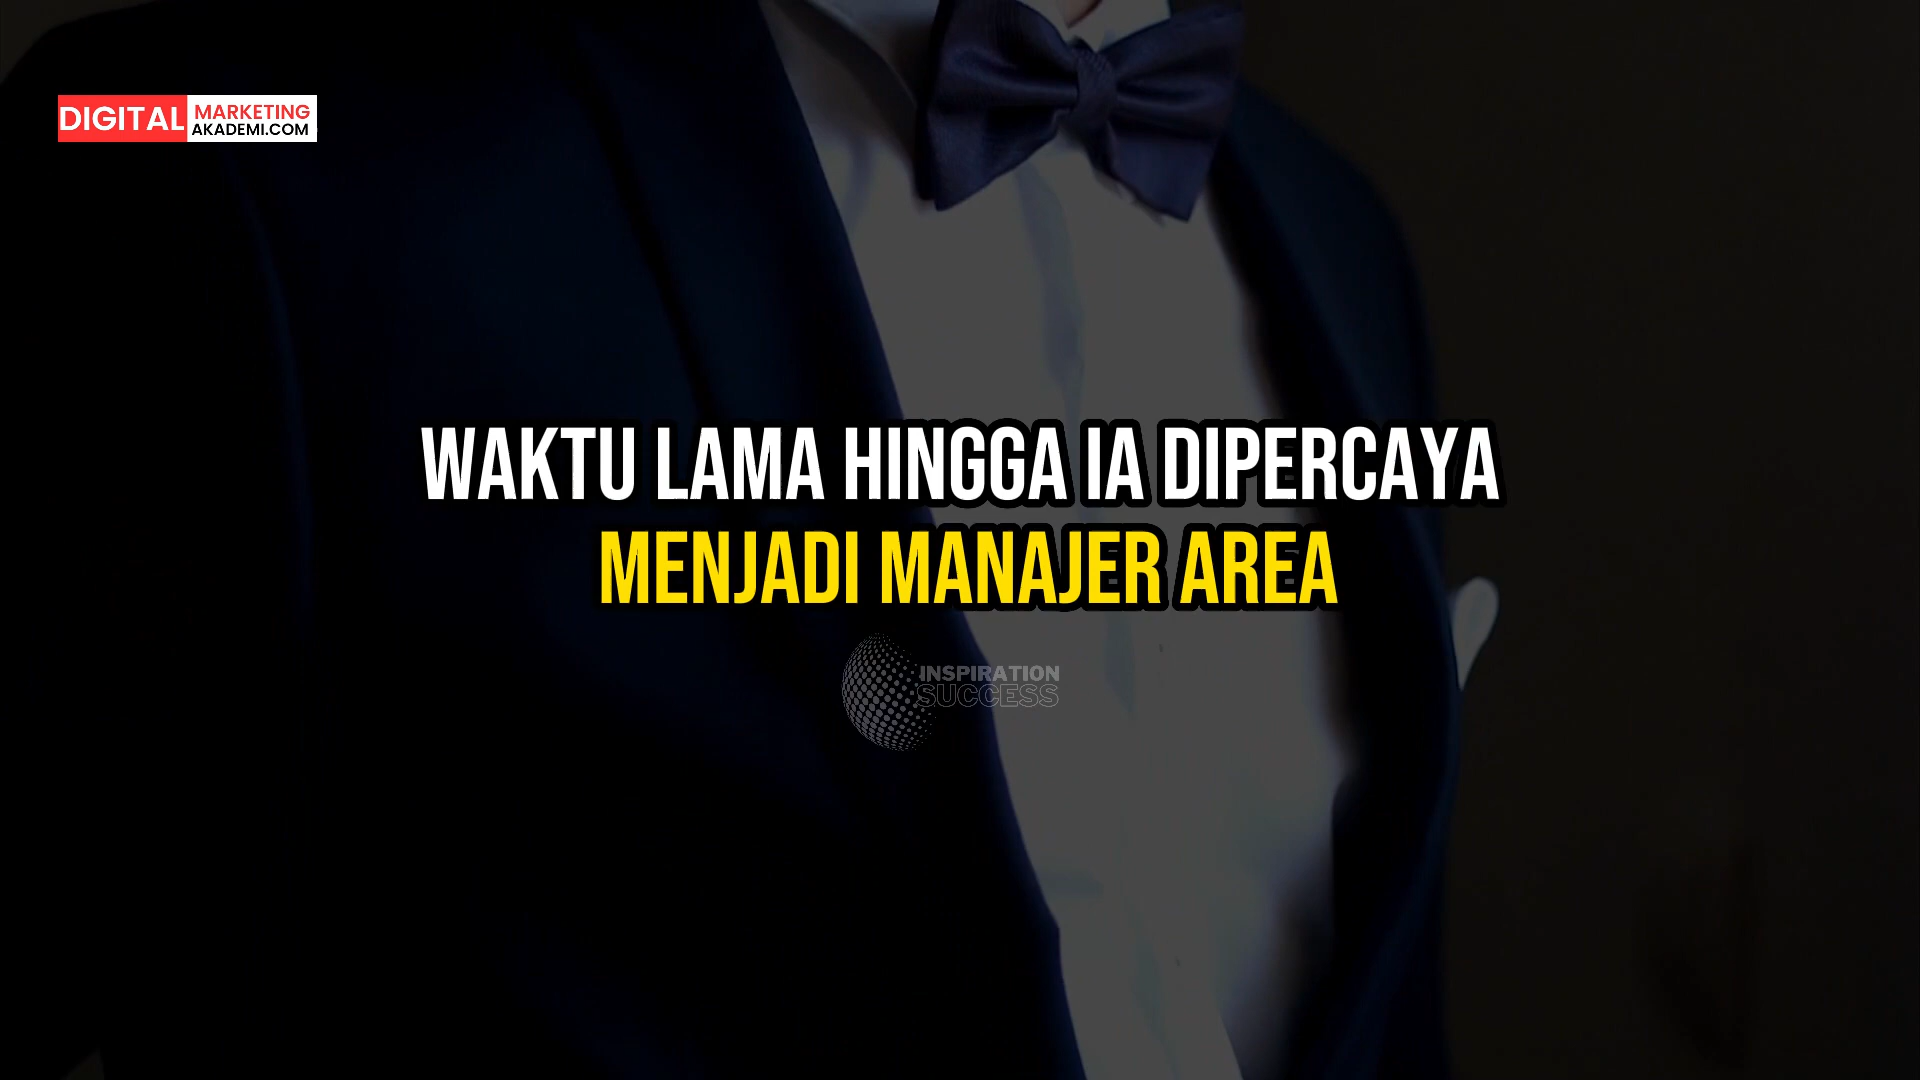 DIGITAL MARKETING
AKADEMI.COM
WAKTU LAMA HINGGA IA DIPERCAYA
MENJADI MANAJER AREA
INSPIRATION
SUCCESS